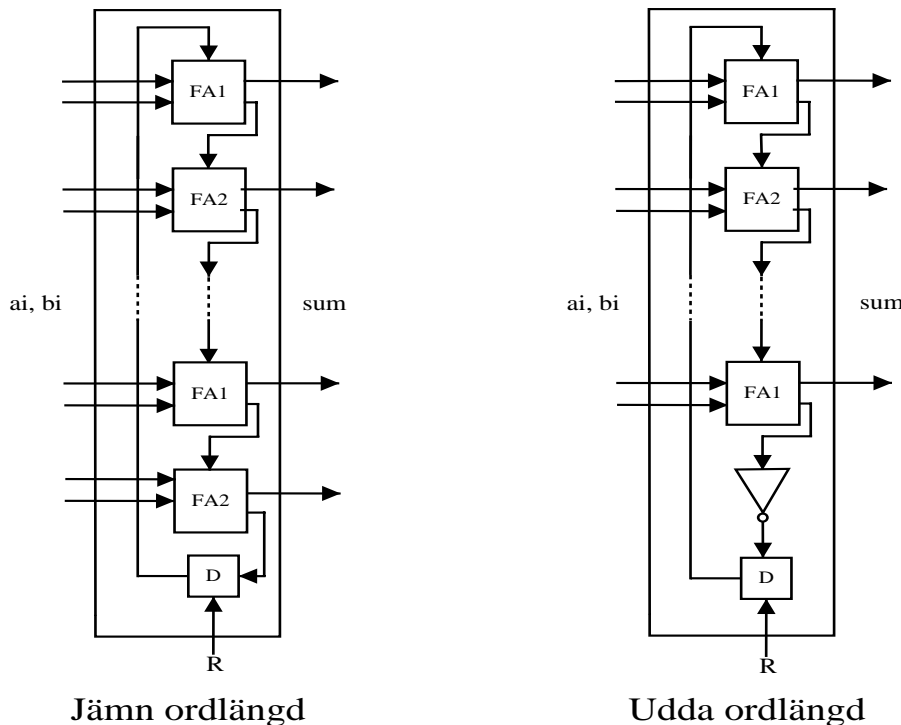 FA1
FA2
ai, bi
sum
FA1
FA2
D
R
Jämn ordlängd
FA1
FA2
ai, bi
sum
FA1
D
R
Udda ordlängd